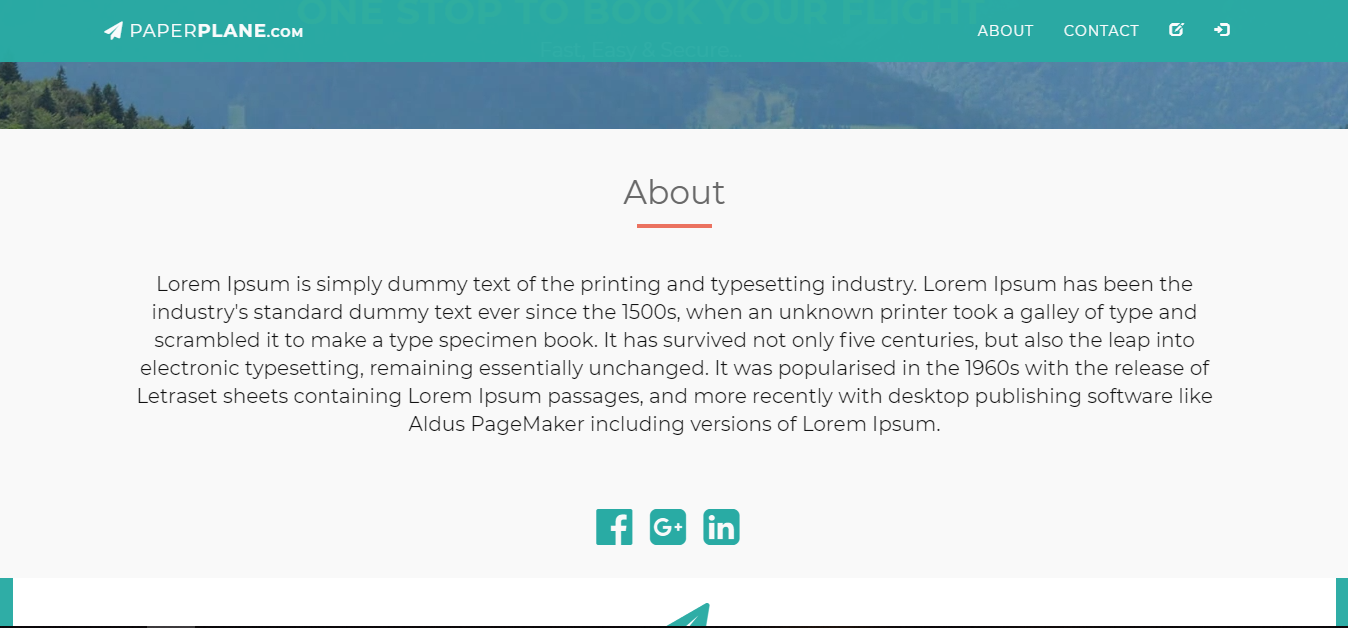 ONE STOP TO BOOK YOUR FLIGHT
PAPERPLANE.COM
ABOUT
CONTACT
Fast, Easy & Secure.
About
Lorem Ipsum is simply dummy text of the printing and typesetting industry. Lorem Ipsum has been the
industry's standard dummy text ever since the 1500s, when an unknown printer took a galley of type and
scrambled it to make a type specimen book. It has survived not only five centuries, but also the leap into
electronic typesetting, remaining essentially unchanged. It was popularised in the 1960s with the release of
Letraset sheets containing Lorem Ipsum passages, and more recently with desktop publishing software like
Aldus PageMaker including versions of Lorem Ipsum.
f
G+
in